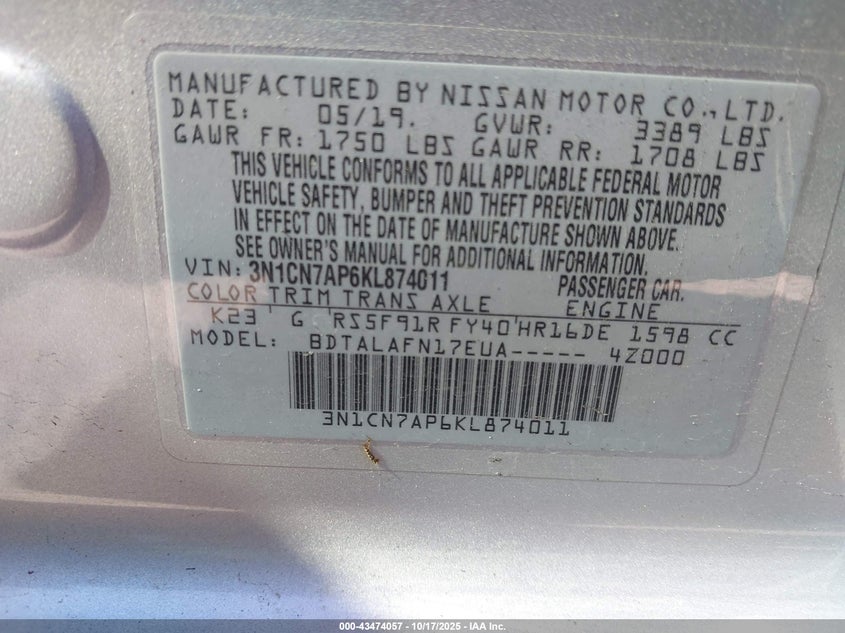 MANUFACTURED BY NISSAN MOTOR CO.,LTD.
DATE: 05/19. GVWR: 3389 LBS
GAWR FR: 1750 LBS GAWR RR: 1708 LBS
THIS VEHICLE CONFORMS TO ALL APPLICABLE FEDERAL MOTOR
VEHICLE SAFETY, BUMPER AND THEFT PREVENTION STANDARDS
IN EFFECT ON THE DATE OF MANUFACTURE SHOWN ABOVE.
SEE OWNER'S MANUAL FOR ADDITIONAL INFORMATION
VIN: 3N1CN7AP6KL874011 PASSENGER CAR.
COLOR TRIM TRANS AXLE ENGINE
K23 G RS5F91R FY40 HR16DE 1598 CC
MODEL: BDTALAFN17EUA----- 4Z000
3N1CN7AP6KL874011
000-43474057 - 10/17/2025 - IAA Inc.